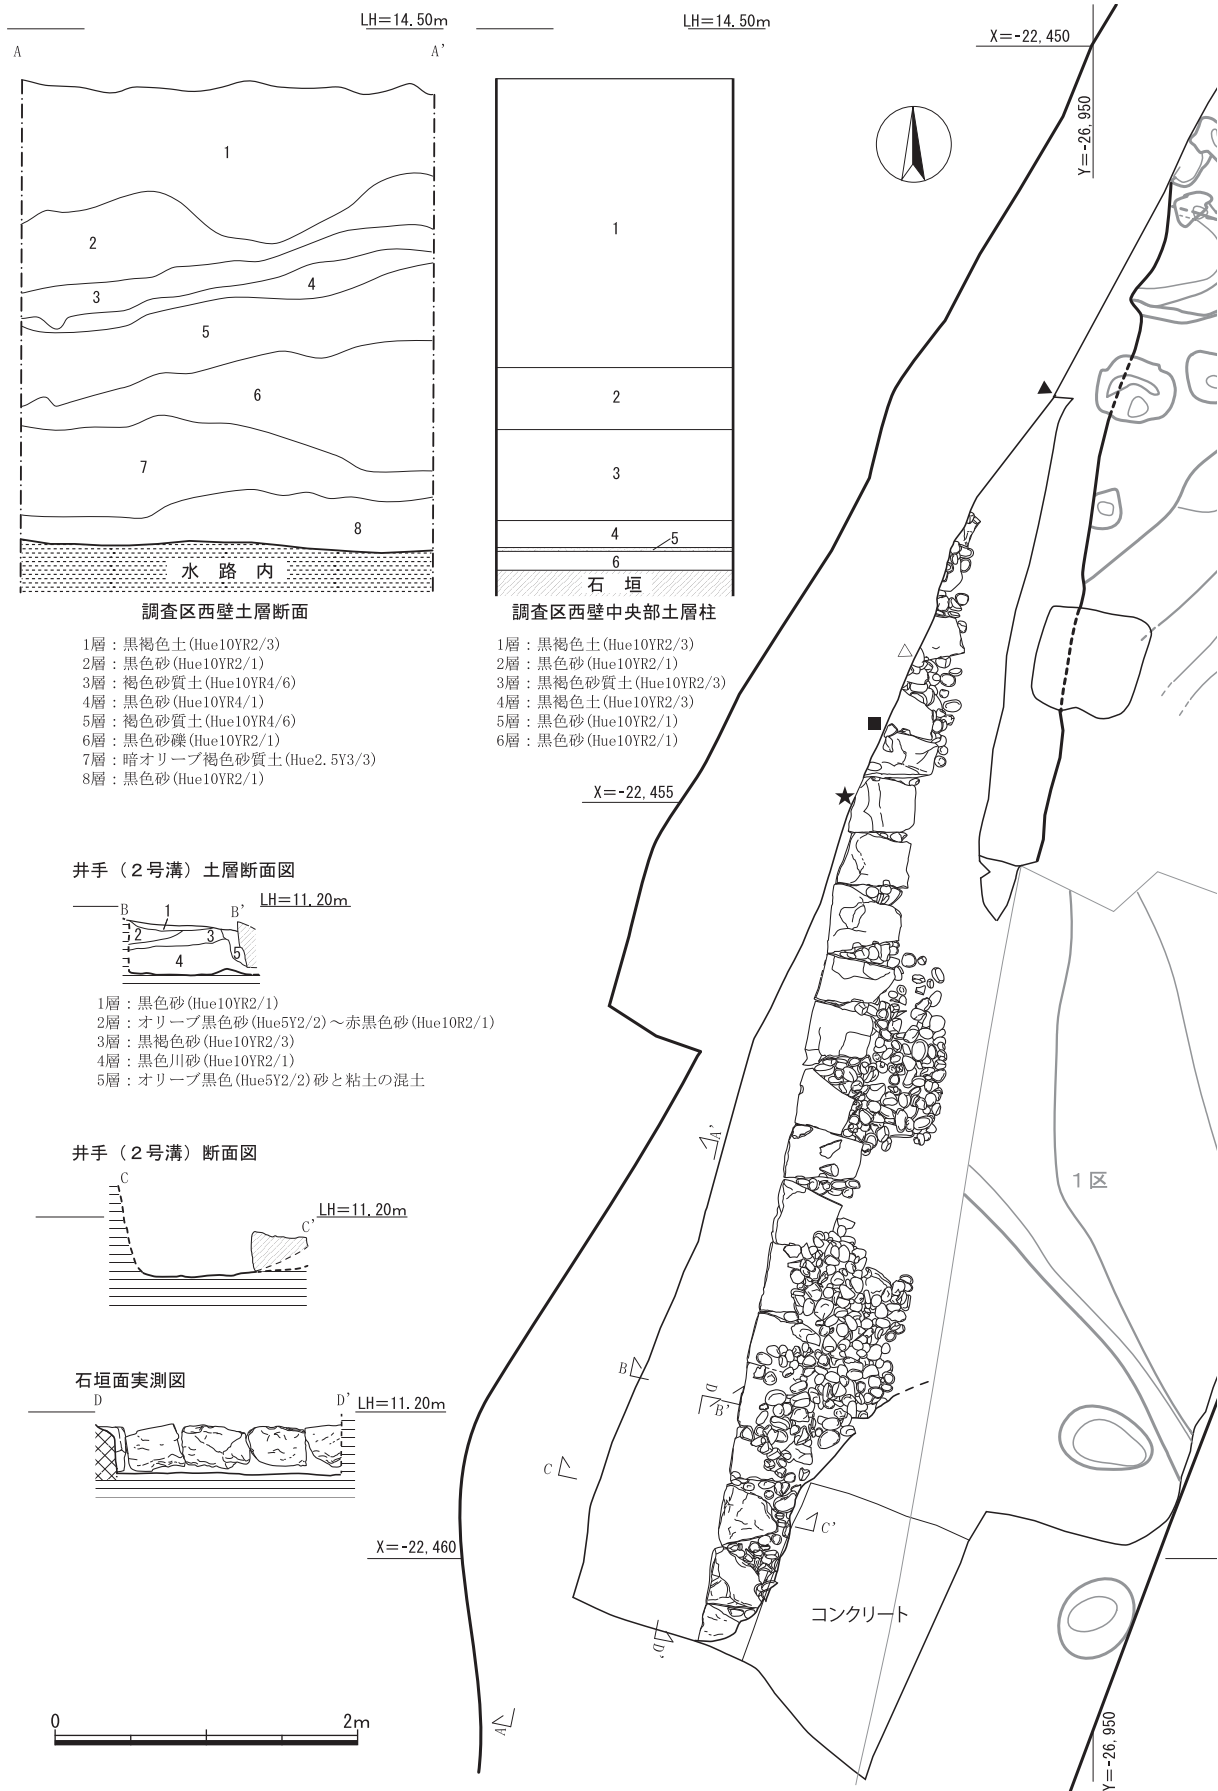 LH=14.50m
A
A'
1
2
3
4
5
6
7
8
水路内
調査区西壁土層断面
1層：黒褐色土(Hue10YR2/3)
2層：黒色砂(Hue10YR2/1)
3層：褐色砂質土(Hue10YR4/6)
4層：黒色砂(Hue10YR4/1)
5層：褐色砂質土(Hue10YR4/6)
6層：黒色砂礫(Hue10YR2/1)
7層：暗オリーブ褐色砂質土(Hue2.5Y3/3)
8層：黒色砂(Hue10YR2/1)
LH=14.50m
1
2
3
4
5
6
石垣
調査区西壁中央部土層柱
1層：黒褐色土(Hue10YR2/3)
2層：黒色砂(Hue10YR2/1)
3層：黒褐色砂質土(Hue10YR2/3)
4層：黒褐色土(Hue10YR2/3)
5層：黒色砂(Hue10YR2/1)
6層：黒色砂(Hue10YR2/1)
井手（２号溝）土層断面図
B
B'
LH=11.20m
1
2
3
4
5
1層：黒色砂(Hue10YR2/1)
2層：オリーブ黒色砂(Hue5Y2/2)～赤黒色砂(Hue10R2/1)
3層：黒褐色砂(Hue10YR2/3)
4層：黒色川砂(Hue10YR2/1)
5層：オリーブ黒色(Hue5Y2/2)砂と粘土の混土
井手（２号溝）断面図
C
C'
LH=11.20m
石垣面実測図
D
D'
LH=11.20m
0
2m
X=-22,450
Y=-26,950
X=-22,455
A'
1区
B
D
B'
C
C'
X=-22,460
コンクリート
D'
A
Y=-26,950